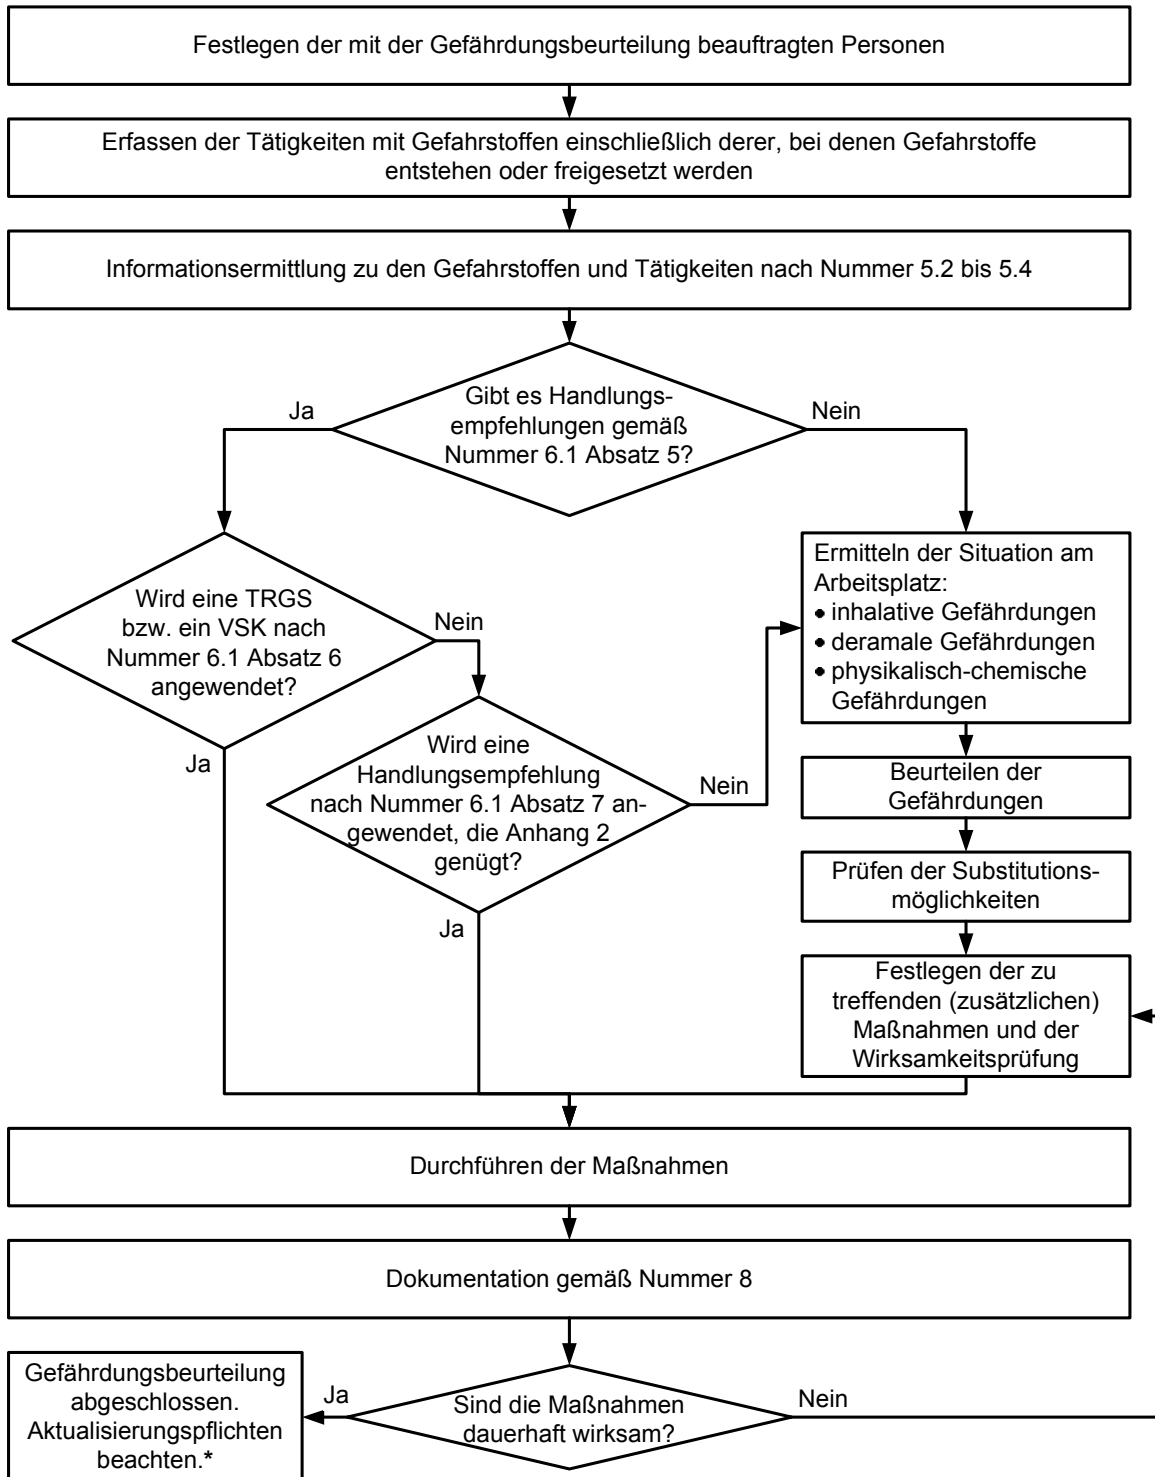 Festlegen der mit der Gefährdungsbeurteilung beauftragten Personen
Erfassen der Tätigkeiten mit Gefahrstoffen einschließlich derer, bei denen Gefahrstoffe
entstehen oder freigesetzt werden
Informationsermittlung zu den Gefahrstoffen und Tätigkeiten nach Nummer 5.2 bis 5.4
Gibt es Handlungs-
empfehlungen gemäß
Nummer 6.1 Absatz 5?
Ja
Nein
Wird eine TRGS
bzw. ein VSK nach
Nummer 6.1 Absatz 6
angewendet?
Nein
Ja
Wird eine
Handlungsempfehlung
nach Nummer 6.1 Absatz 7 an-
gewendet, die Anhang 2
genügt?
Nein
Ja
Ermitteln der Situation am
Arbeitsplatz:
• inhalative Gefährdungen
• deramale Gefährdungen
• physikalisch-chemische
Gefährdungen
Beurteilen der
Gefährdungen
Prüfen der Substitutions-
möglichkeiten
Festlegen der zu
treffenden (zusätzlichen)
Maßnahmen und der
Wirksamkeitsprüfung
Durchführen der Maßnahmen
Dokumentation gemäß Nummer 8
Sind die Maßnahmen
dauerhaft wirksam?
Ja
Nein
Gefährdungsbeurteilung
abgeschlossen.
Aktualisierungspflichten
beachten.*